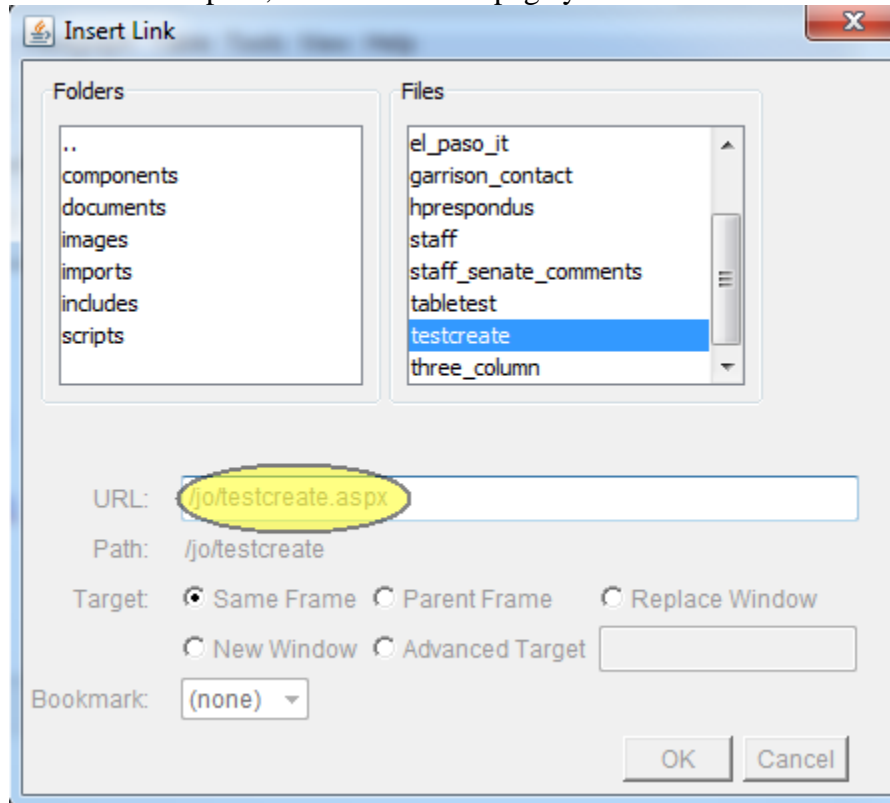 Insert Link
Folders
..
components
documents
images
imports
includes
scripts
Files
el_paso_it
garrison_contact
hprespondus
staff
staff_senate_comments
tabletest
testcreate
three_column
URL: /jo/testcreate.aspx
Path: /jo/testcreate
Target: Same Frame Parent Frame Replace Window
New Window Advanced Target
Bookmark: (none)
OK Cancel